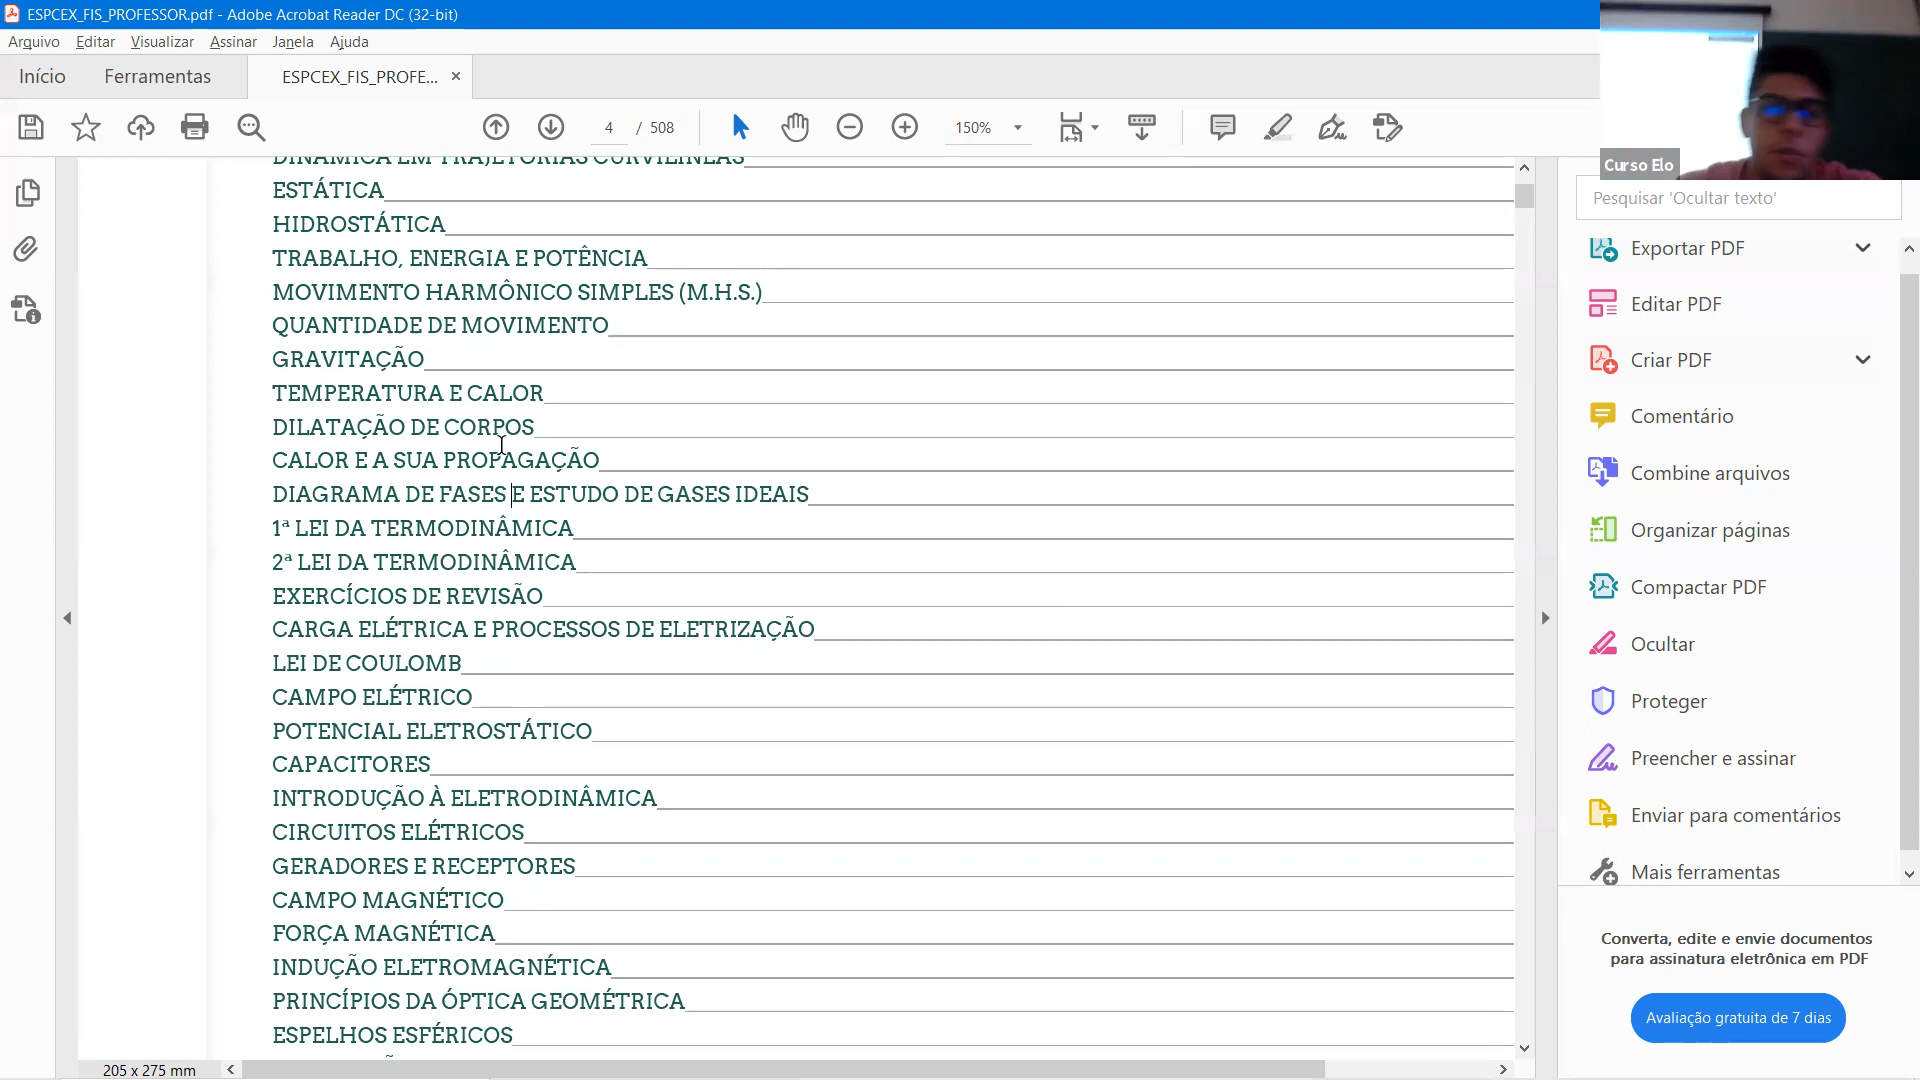 ESPCEX_FIS_PROFESSOR.pdf - Adobe Acrobat Reader DC (32-bit)
Arquivo Editar Visualizar Assinar Janela Ajuda
Início Ferramentas ESPCEX_FIS_PROFE... ×
4 / 508 150%
Curso Elo
DINÂMICA EM TRAJETÓRIAS CURVILÍNEAS
ESTÁTICA
HIDROSTÁTICA
TRABALHO, ENERGIA E POTÊNCIA
MOVIMENTO HARMÔNICO SIMPLES (M.H.S.)
QUANTIDADE DE MOVIMENTO
GRAVITAÇÃO
TEMPERATURA E CALOR
DILATAÇÃO DE CORPOS
CALOR E A SUA PROPAGAÇÃO
DIAGRAMA DE FASES E ESTUDO DE GASES IDEAIS
1ª LEI DA TERMODINÂMICA
2ª LEI DA TERMODINÂMICA
EXERCÍCIOS DE REVISÃO
CARGA ELÉTRICA E PROCESSOS DE ELETRIZAÇÃO
LEI DE COULOMB
CAMPO ELÉTRICO
POTENCIAL ELETROSTÁTICO
CAPACITORES
INTRODUÇÃO À ELETRODINÂMICA
CIRCUITOS ELÉTRICOS
GERADORES E RECEPTORES
CAMPO MAGNÉTICO
FORÇA MAGNÉTICA
INDUÇÃO ELETROMAGNÉTICA
PRINCÍPIOS DA ÓPTICA GEOMÉTRICA
ESPELHOS ESFÉRICOS
205 x 275 mm
Pesquisar 'Ocultar texto'
Exportar PDF
Editar PDF
Criar PDF
Comentário
Combine arquivos
Organizar páginas
Compactar PDF
Ocultar
Proteger
Preencher e assinar
Enviar para comentários
Mais ferramentas
Converta, edite e envie documentos
para assinatura eletrônica em PDF
Avaliação gratuita de 7 dias